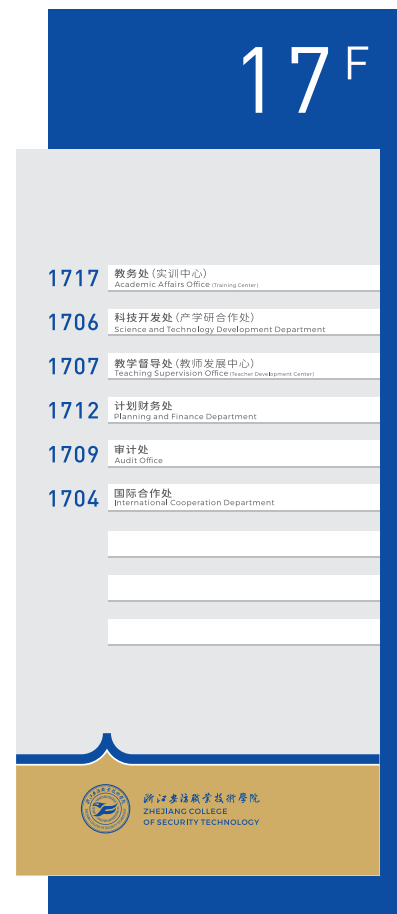 17F
1717 教务处(实训中心)
Academic Affairs Office (Training Center)
1706 科技开发处(产学研合作处)
Science and Technology Development Department
1707 教学督导处(教师发展中心)
Teaching Supervision Office (Teacher Development Center)
1712 计划财务处
Planning and Finance Department
1709 审计处
Audit Office
1704 国际合作处
International Cooperation Department
浙江安防職業技術學院
ZHEJIANG COLLEGE
OF SECURITY TECHNOLOGY